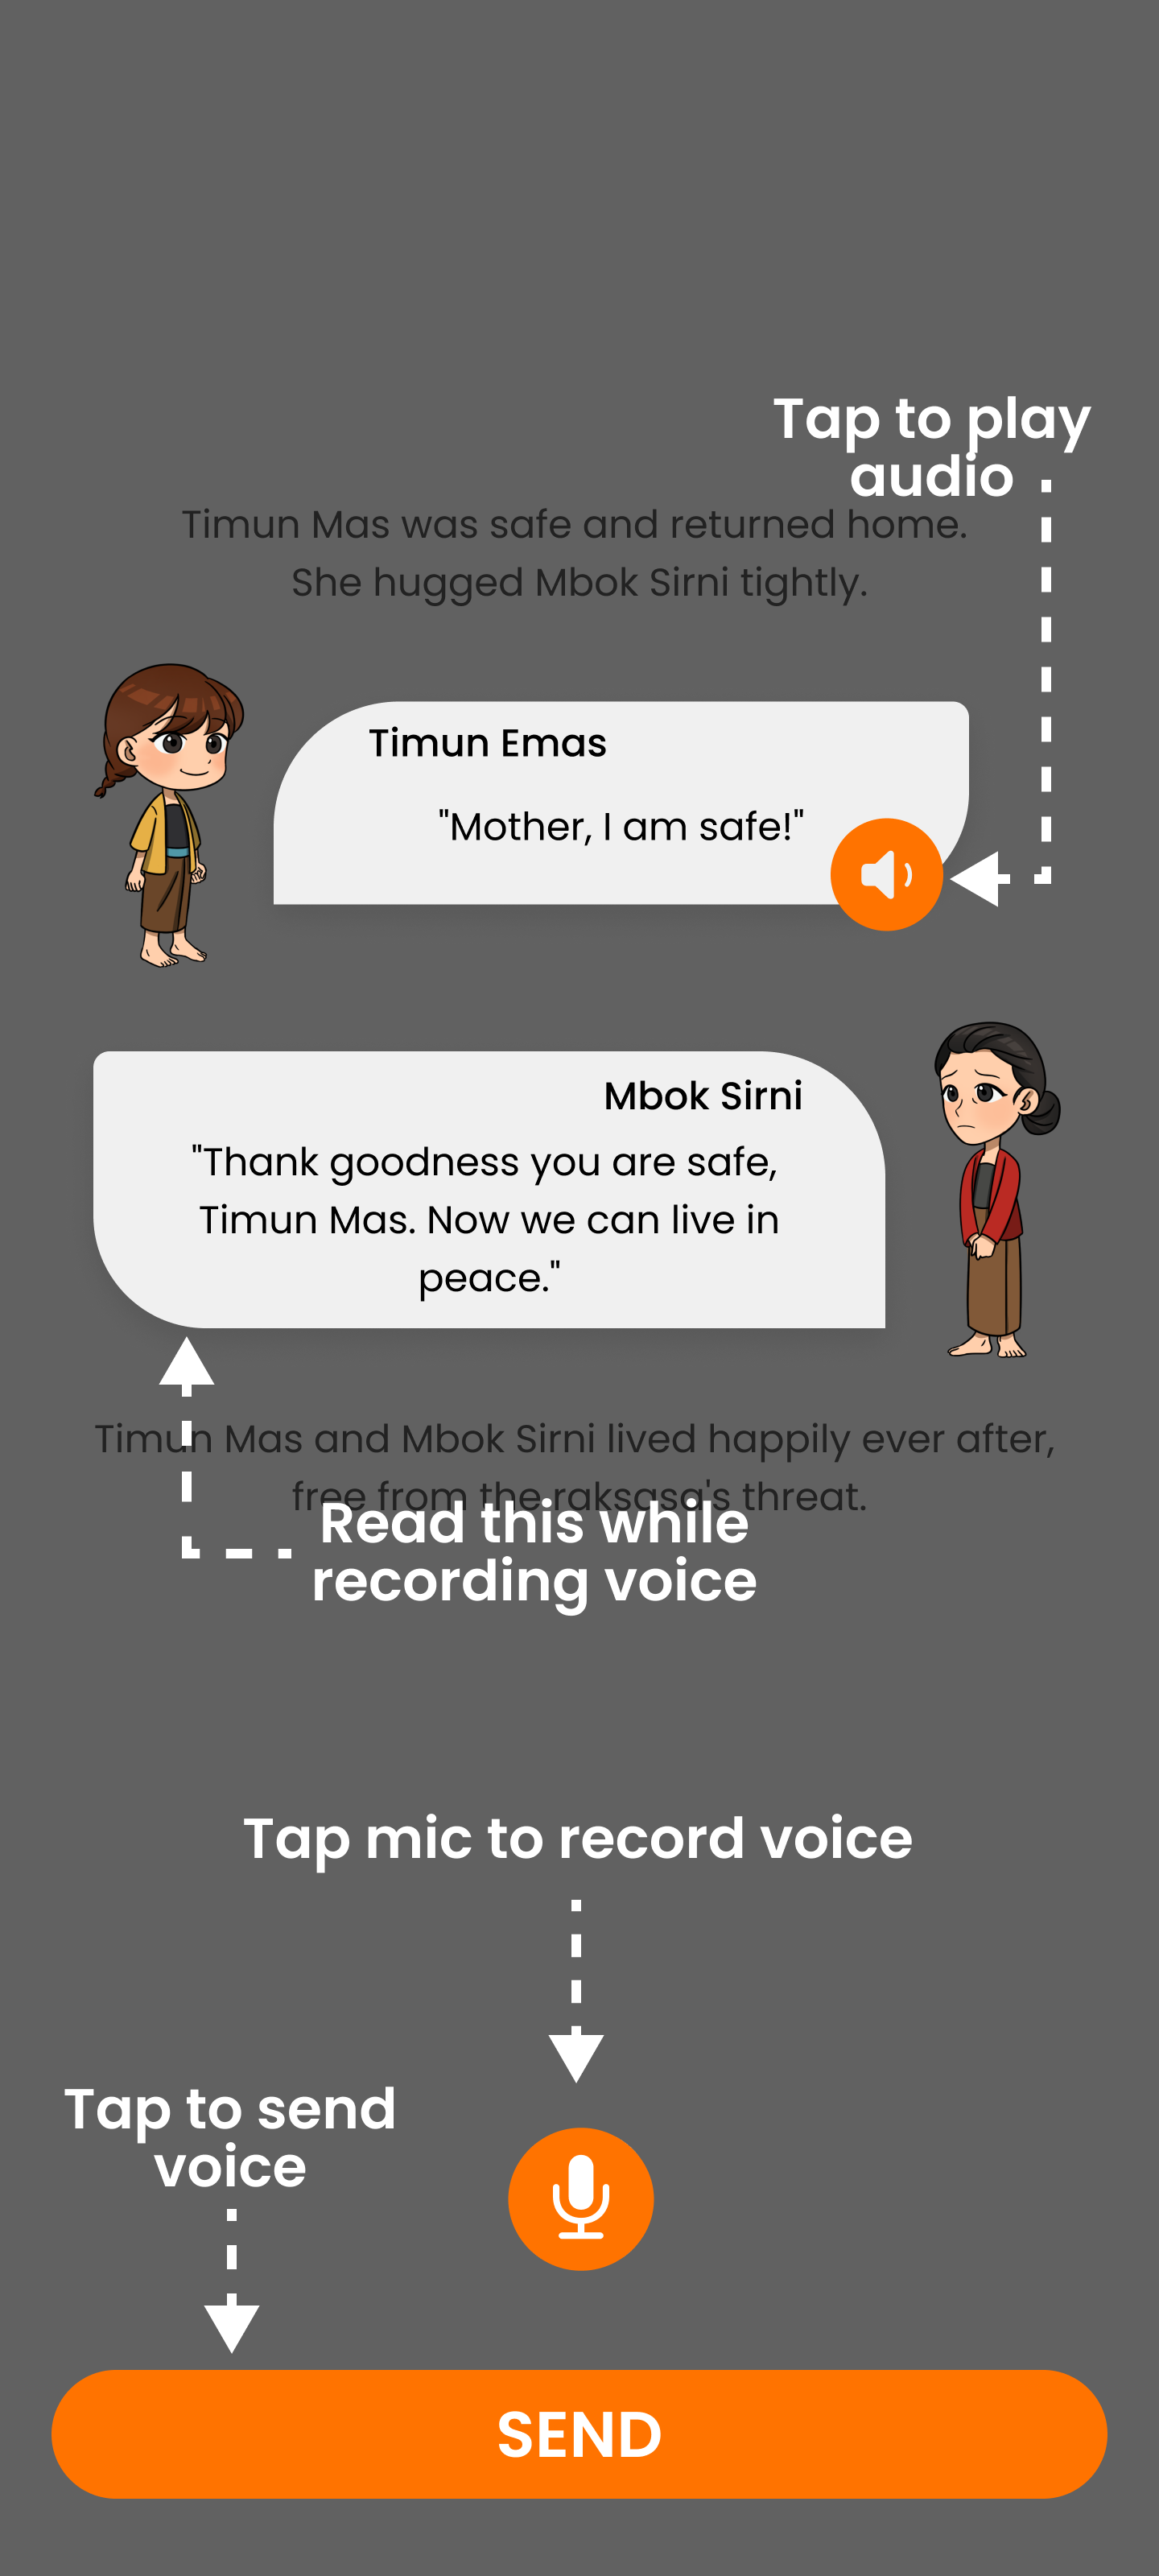 Tap to play
audio
Timun Mas was safe and returned home.
She hugged Mbok Sirni tightly.
Timun Emas
"Mother, I am safe!"
Mbok Sirni
"Thank goodness you are safe,
Timun Mas. Now we can live in
peace."
Timun Mas and Mbok Sirni lived happily ever after,
free from the raksasa's threat.
Read this while
recording voice
Tap mic to record voice
Tap to send
voice
SEND